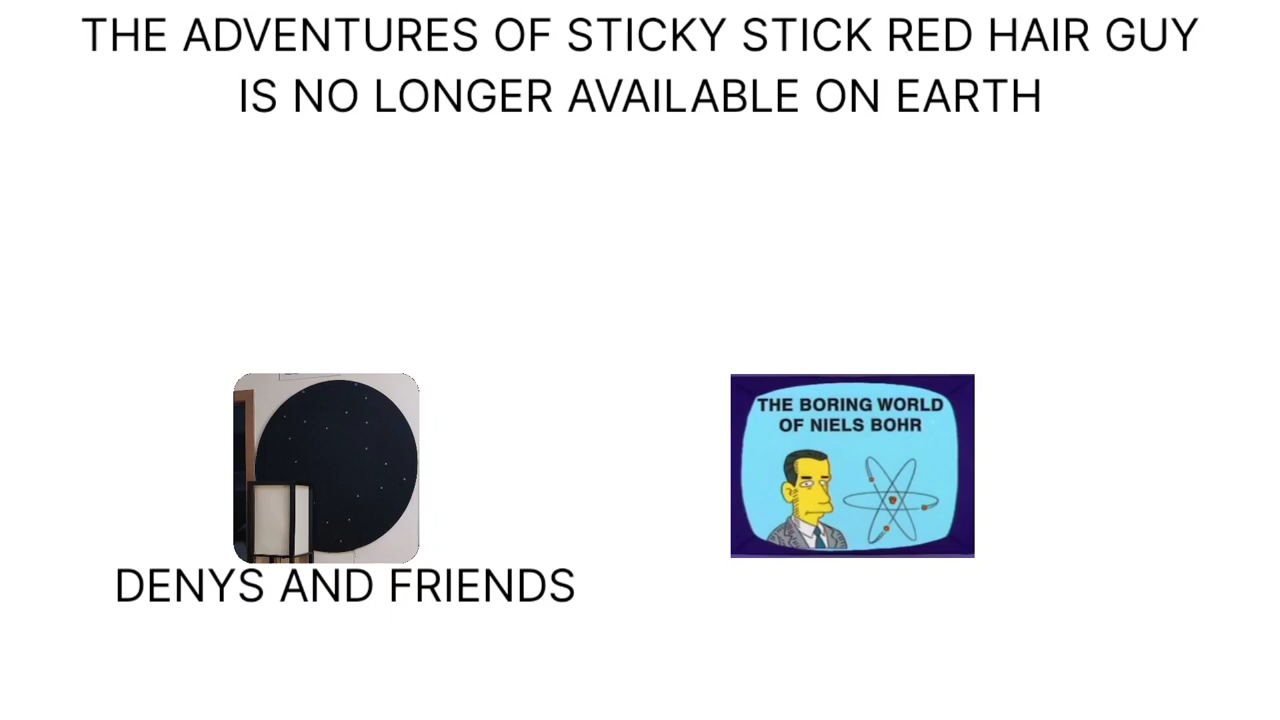 THE ADVENTURES OF STICKY STICK RED HAIR GUY
IS NO LONGER AVAILABLE ON EARTH
THE BORING WORLD
OF NIELS BOHR
DENYS AND FRIENDS